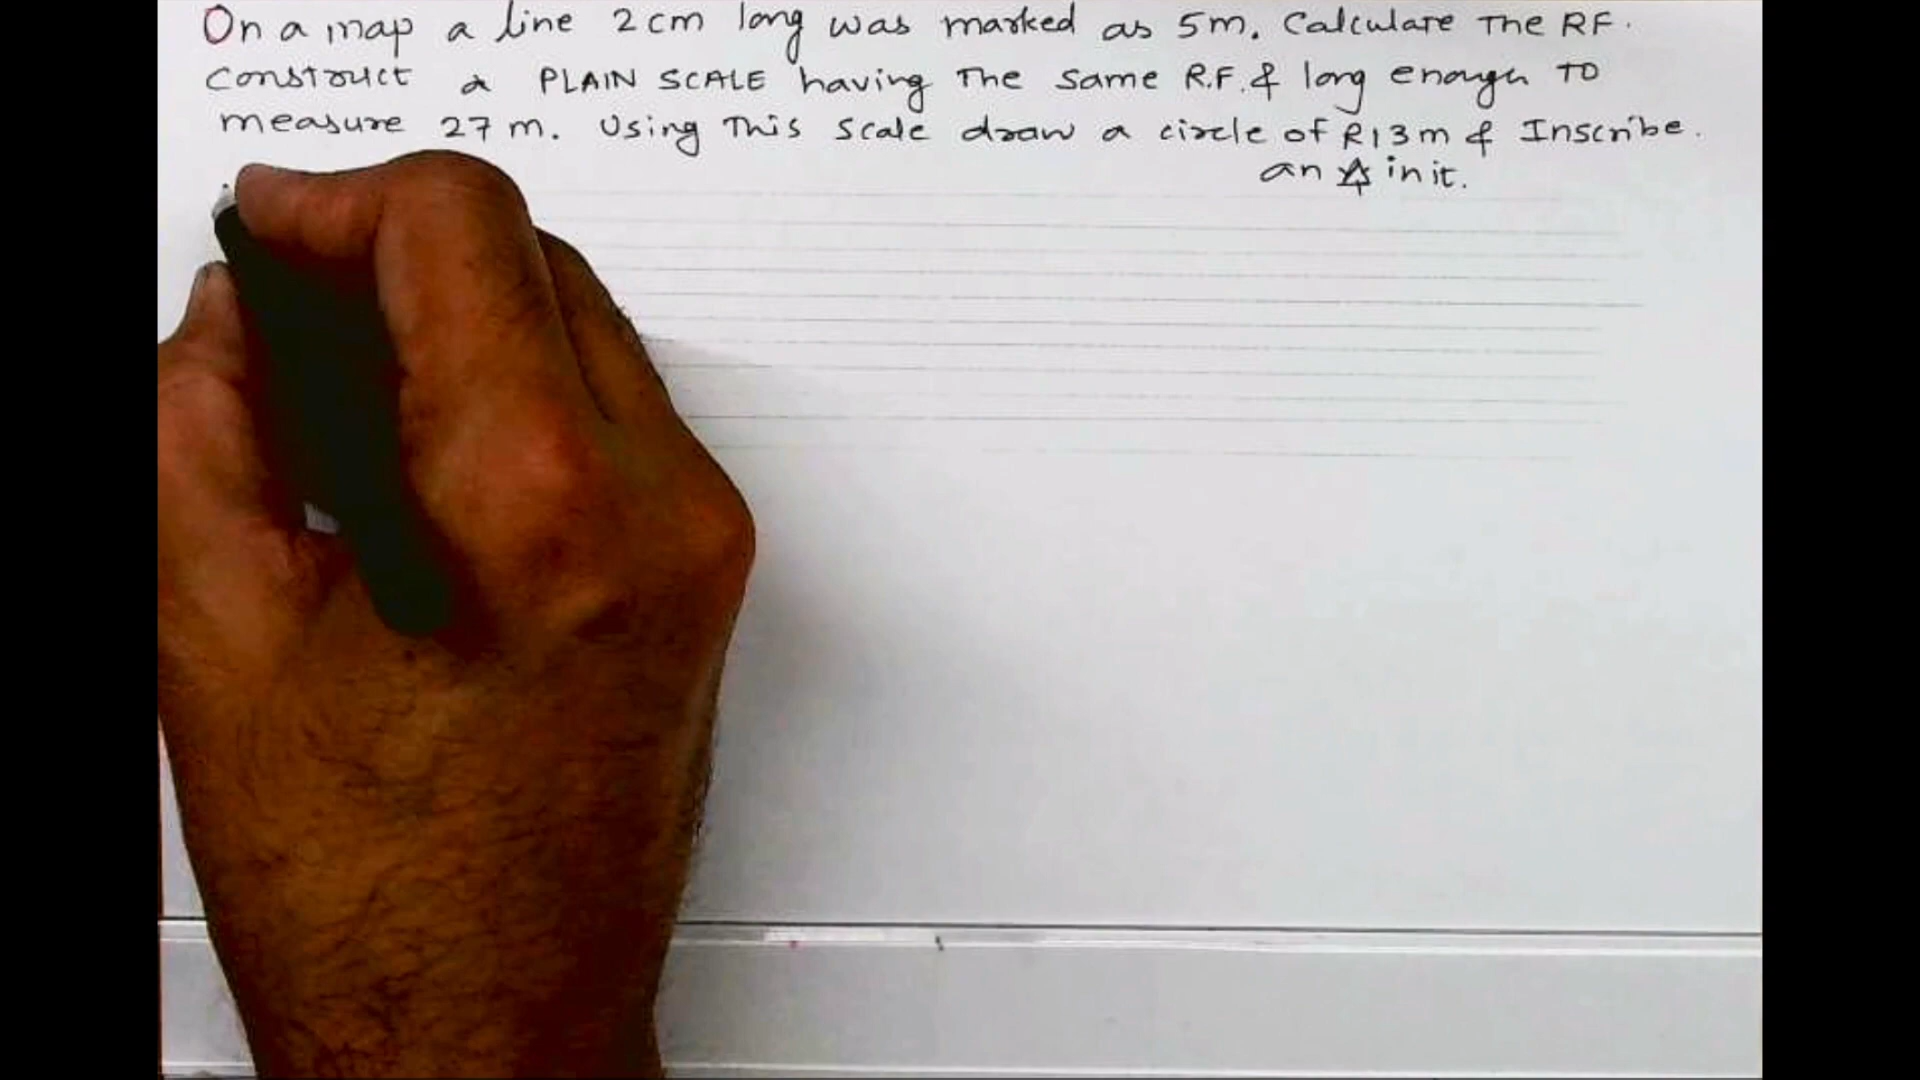 On a map a line 2cm long was marked as 5m. Calculate The RF.
Construct a PLAIN SCALE having The same R.F. & long enough TO
measure 27m. Using This scale draw a circle of R13m & Inscribe.
an in it.